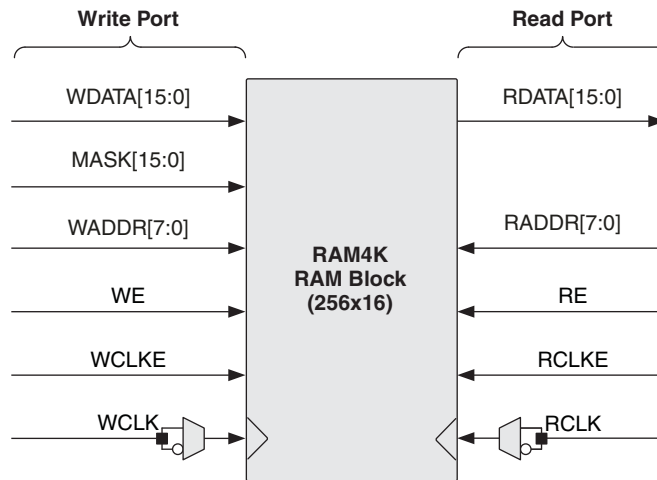 Write Port
Read Port
WDATA[15:0]
RDATA[15:0]
MASK[15:0]
WADDR[7:0]
RADDR[7:0]
RAM4K
RAM Block
(256x16)
WE
RE
WCLKE
RCLKE
WCLK
RCLK